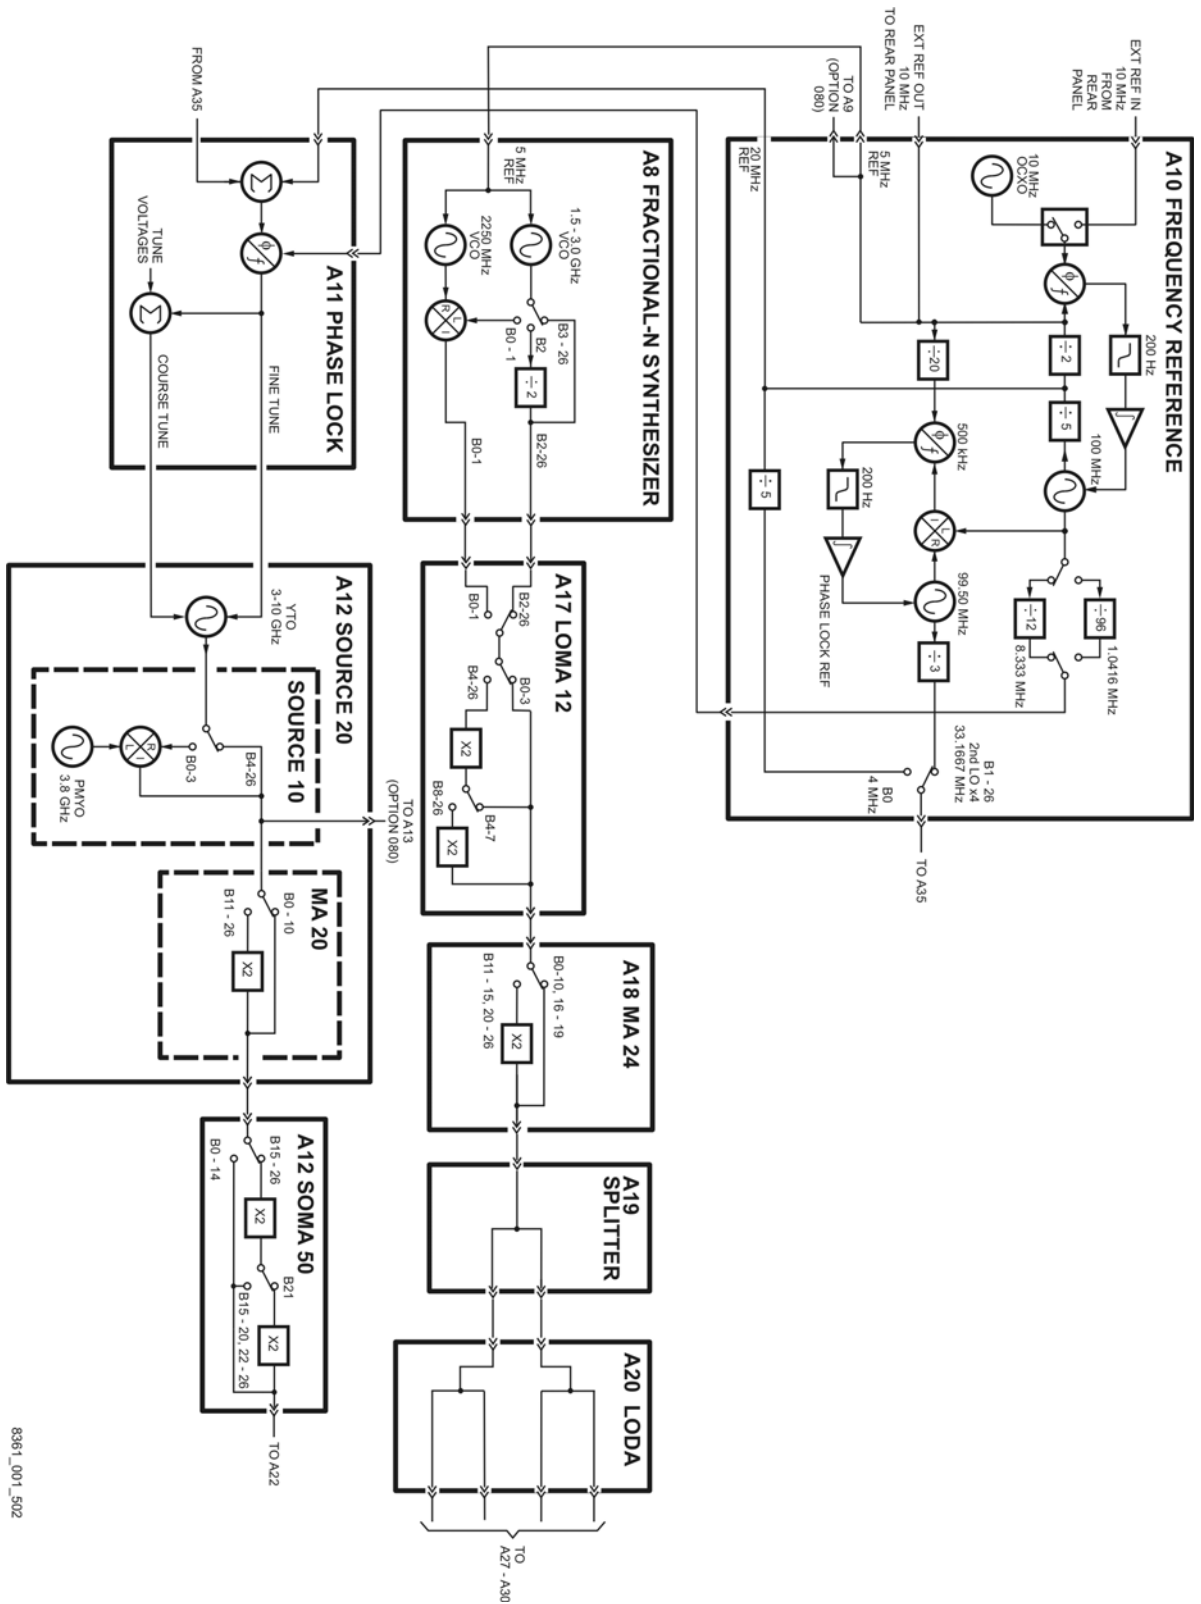 A10 FREQUENCY REFERENCE
EXT REF IN
10 MHz
FROM
REAR
PANEL
EXT REF OUT
10 MHz
TO REAR PANEL
TO A9
(OPTION
080)
5 MHz
REF
20 MHz
REF
10 MHz
OCXO
ϕ
f
200 Hz
÷2
÷5
100 MHz
÷20
500 kHz
ϕ
f
200 Hz
PHASE LOCK REF
L
R
I
99.50 MHz
÷3
÷5
÷96
1.0416 MHz
÷12
8.333 MHz
B1 - 26
2nd LO x4
33.1667 MHz
B0
4 MHz
TO A35
A8 FRACTIONAL-N SYNTHESIZER
5 MHz
REF
1.5 - 3.0 GHz
VCO
2250 MHz
VCO
R
L
I
B3 - 26
B2
B0 - 1
÷2
B2-26
B0-1
A17 LOMA 12
B2-26
B0-1
B0-3
B4-26
X2
B4-7
B8-26
X2
A18 MA 24
B0-10, 16 - 19
B11 - 15, 20 - 26
X2
A19
SPLITTER
A20 LODA
TO
A27 - A30
A11 PHASE LOCK
FROM A35
Σ
ϕ
f
TUNE
VOLTAGES
Σ
FINE TUNE
COURSE TUNE
A12 SOURCE 20
YTO
3-10 GHz
SOURCE 10
B4-26
B0-3
R
L
I
PMYO
3.8 GHz
TO A13
(OPTION 080)
MA 20
B0 - 10
B11 - 26
X2
A12 SOMA 50
B15 - 26
B0 - 14
X2
B21
B15 - 20, 22 - 26
X2
TO A22
8361_001_502